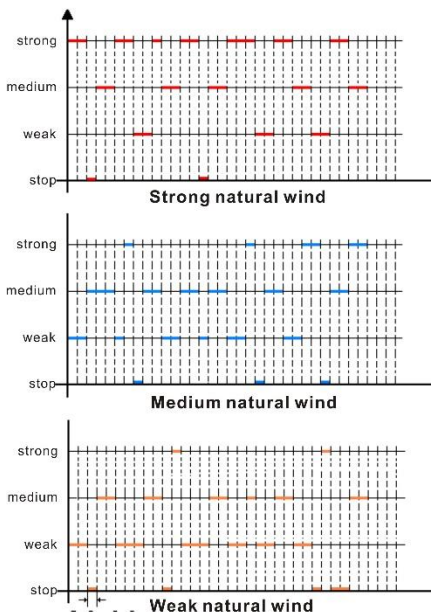 strong
medium
weak
stop
Strong natural wind
strong
medium
weak
stop
Medium natural wind
strong
medium
weak
stop
Weak natural wind